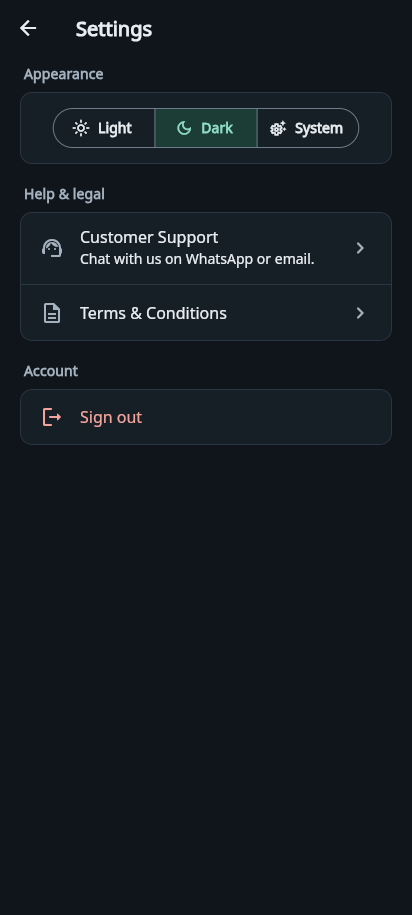 Settings
Appearance
Light
Dark
System
Help & legal
Customer Support
Chat with us on WhatsApp or email.
Terms & Conditions
Account
Sign out